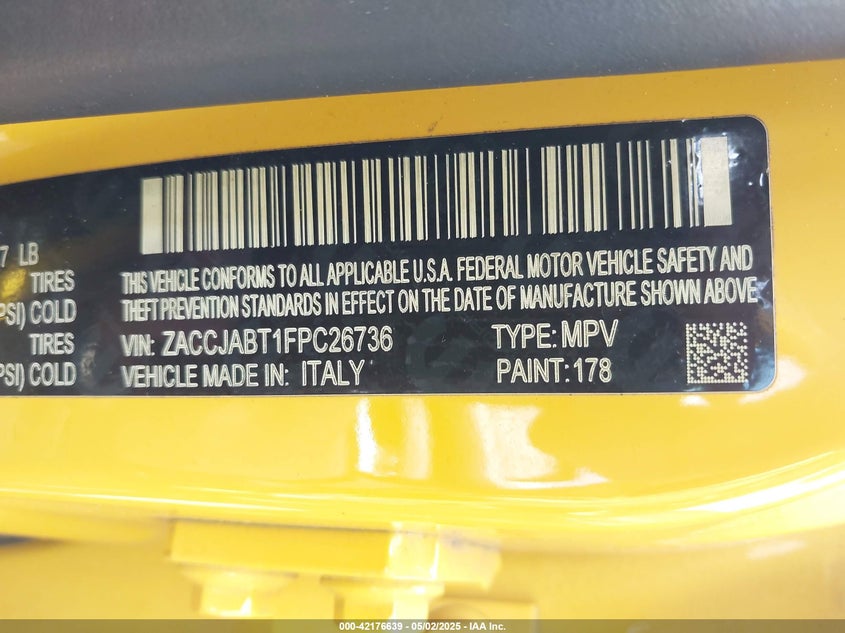 7 LB
TIRES
PSI) COLD
TIRES
PSI) COLD
THIS VEHICLE CONFORMS TO ALL APPLICABLE U.S.A. FEDERAL MOTOR VEHICLE SAFETY AND
THEFT PREVENTION STANDARDS IN EFFECT ON THE DATE OF MANUFACTURE SHOWN ABOVE
VIN: ZACCJABT1FPC26736 TYPE: MPV
VEHICLE MADE IN: ITALY PAINT: 178
000-42176639 - 05/02/2025 - IAA Inc.